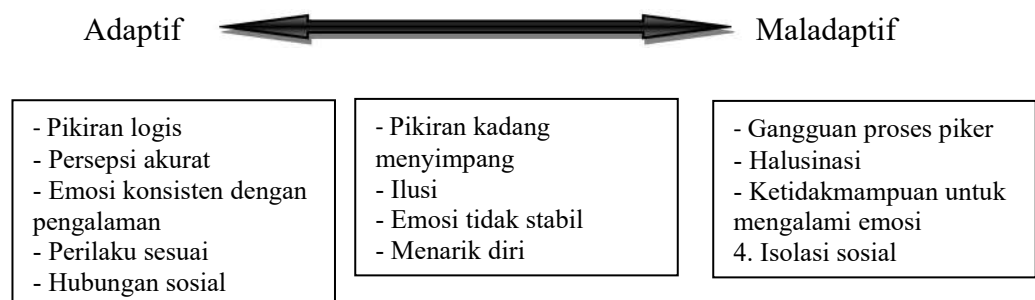 Adaptif
Maladaptif
- Pikiran logis
- Persepsi akurat
- Emosi konsisten dengan
pengalaman
- Perilaku sesuai
- Hubungan sosial
- Pikiran kadang
menyimpang
- Ilusi
- Emosi tidak stabil
- Menarik diri
- Gangguan proses piker
- Halusinasi
- Ketidakmampuan untuk
mengalami emosi
4. Isolasi sosial